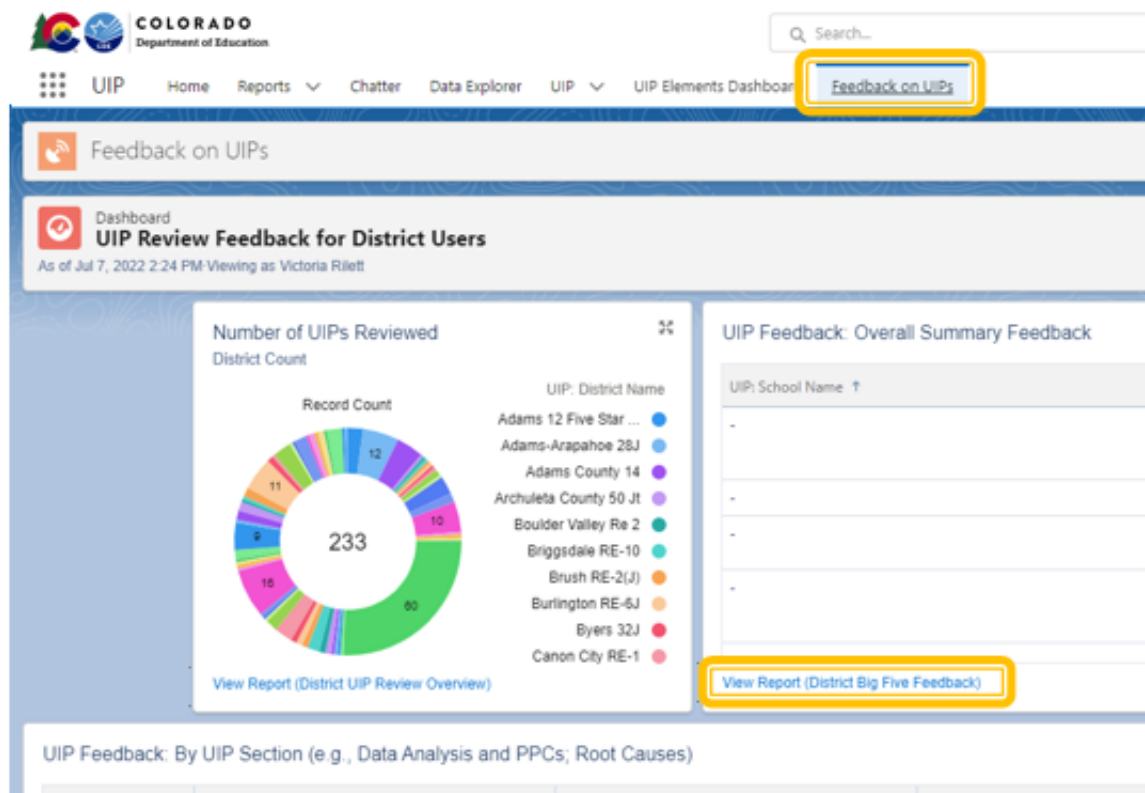 COLORADO
Department of Education
Search...
UIP Home Reports Chatter Data Explorer UIP UIP Elements Dashboar Feedback on UIPs
Feedback on UIPs
Dashboard
UIP Review Feedback for District Users
As of Jul 7, 2022 2:24 PM·Viewing as Victoria Rilett
Number of UIPs Reviewed
District Count
Record Count
12
11
10
9
16
60
233
UIP: District Name
Adams 12 Five Star ...
Adams-Arapahoe 28J
Adams County 14
Archuleta County 50 Jt
Boulder Valley Re 2
Briggsdale RE-10
Brush RE-2(J)
Burlington RE-6J
Byers 32J
Canon City RE-1
View Report (District UIP Review Overview)
UIP Feedback: Overall Summary Feedback
UIP: School Name ↑
-
-
-
-
View Report (District Big Five Feedback)
UIP Feedback: By UIP Section (e.g., Data Analysis and PPCs; Root Causes)